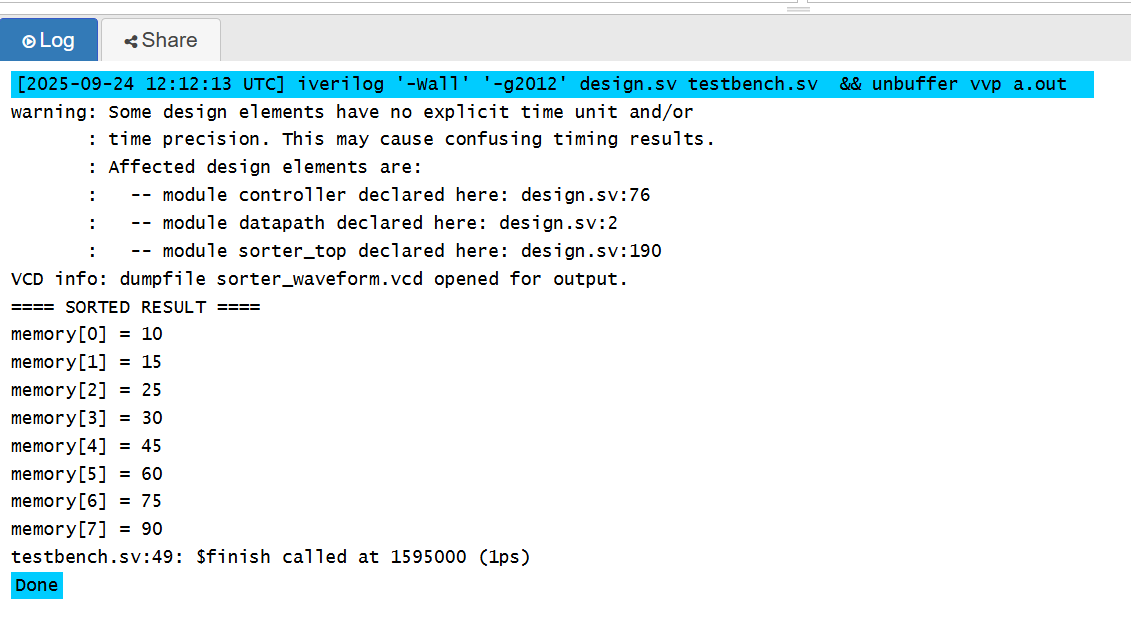 Log
Share
[2025-09-24 12:12:13 UTC] iverilog '-Wall' '-g2012' design.sv testbench.sv  && unbuffer vvp a.out
warning: Some design elements have no explicit time unit and/or
       : time precision. This may cause confusing timing results.
       : Affected design elements are:
       :   -- module controller declared here: design.sv:76
       :   -- module datapath declared here: design.sv:2
       :   -- module sorter_top declared here: design.sv:190
VCD info: dumpfile sorter_waveform.vcd opened for output.
==== SORTED RESULT ====
memory[0] = 10
memory[1] = 15
memory[2] = 25
memory[3] = 30
memory[4] = 45
memory[5] = 60
memory[6] = 75
memory[7] = 90
testbench.sv:49: $finish called at 1595000 (1ps)
Done